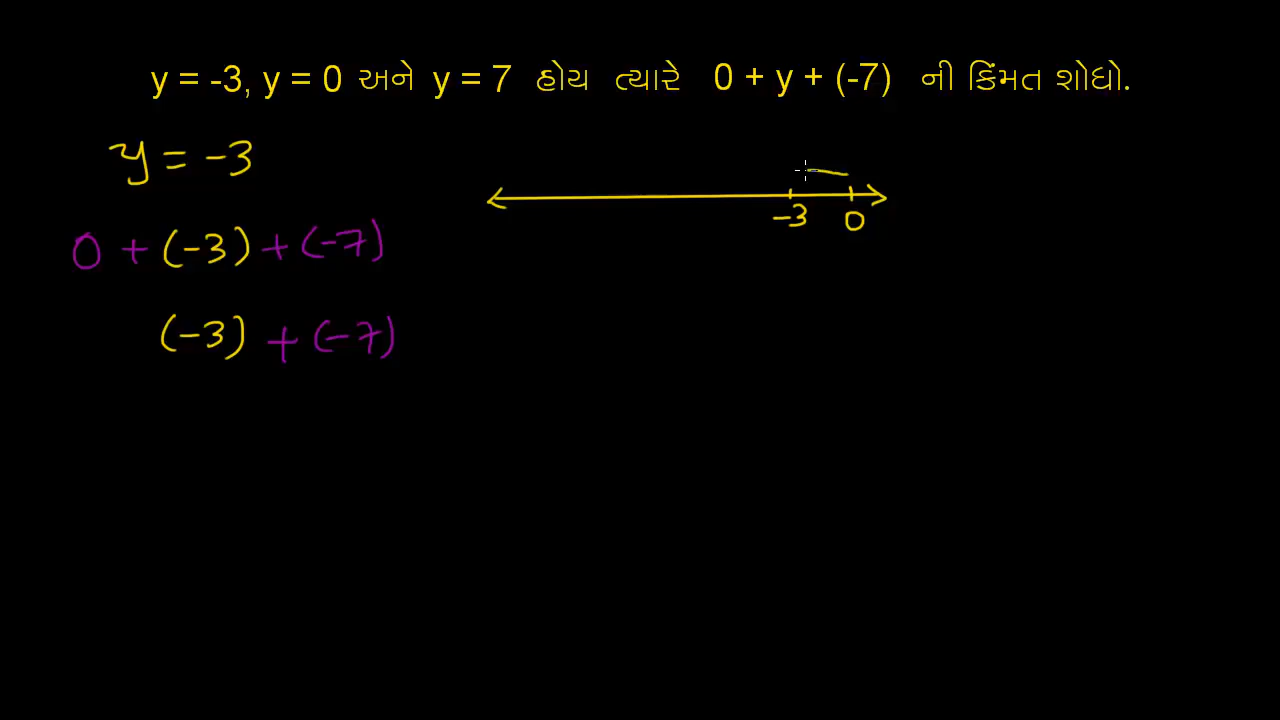 y = -3, y = 0 અને y = 7 હોય ત્યારે 0 + y + (-7) ની કિંમત શોધો.
y = -3
0 + (-3) + (-7)
(-3) + (-7)
-3 0